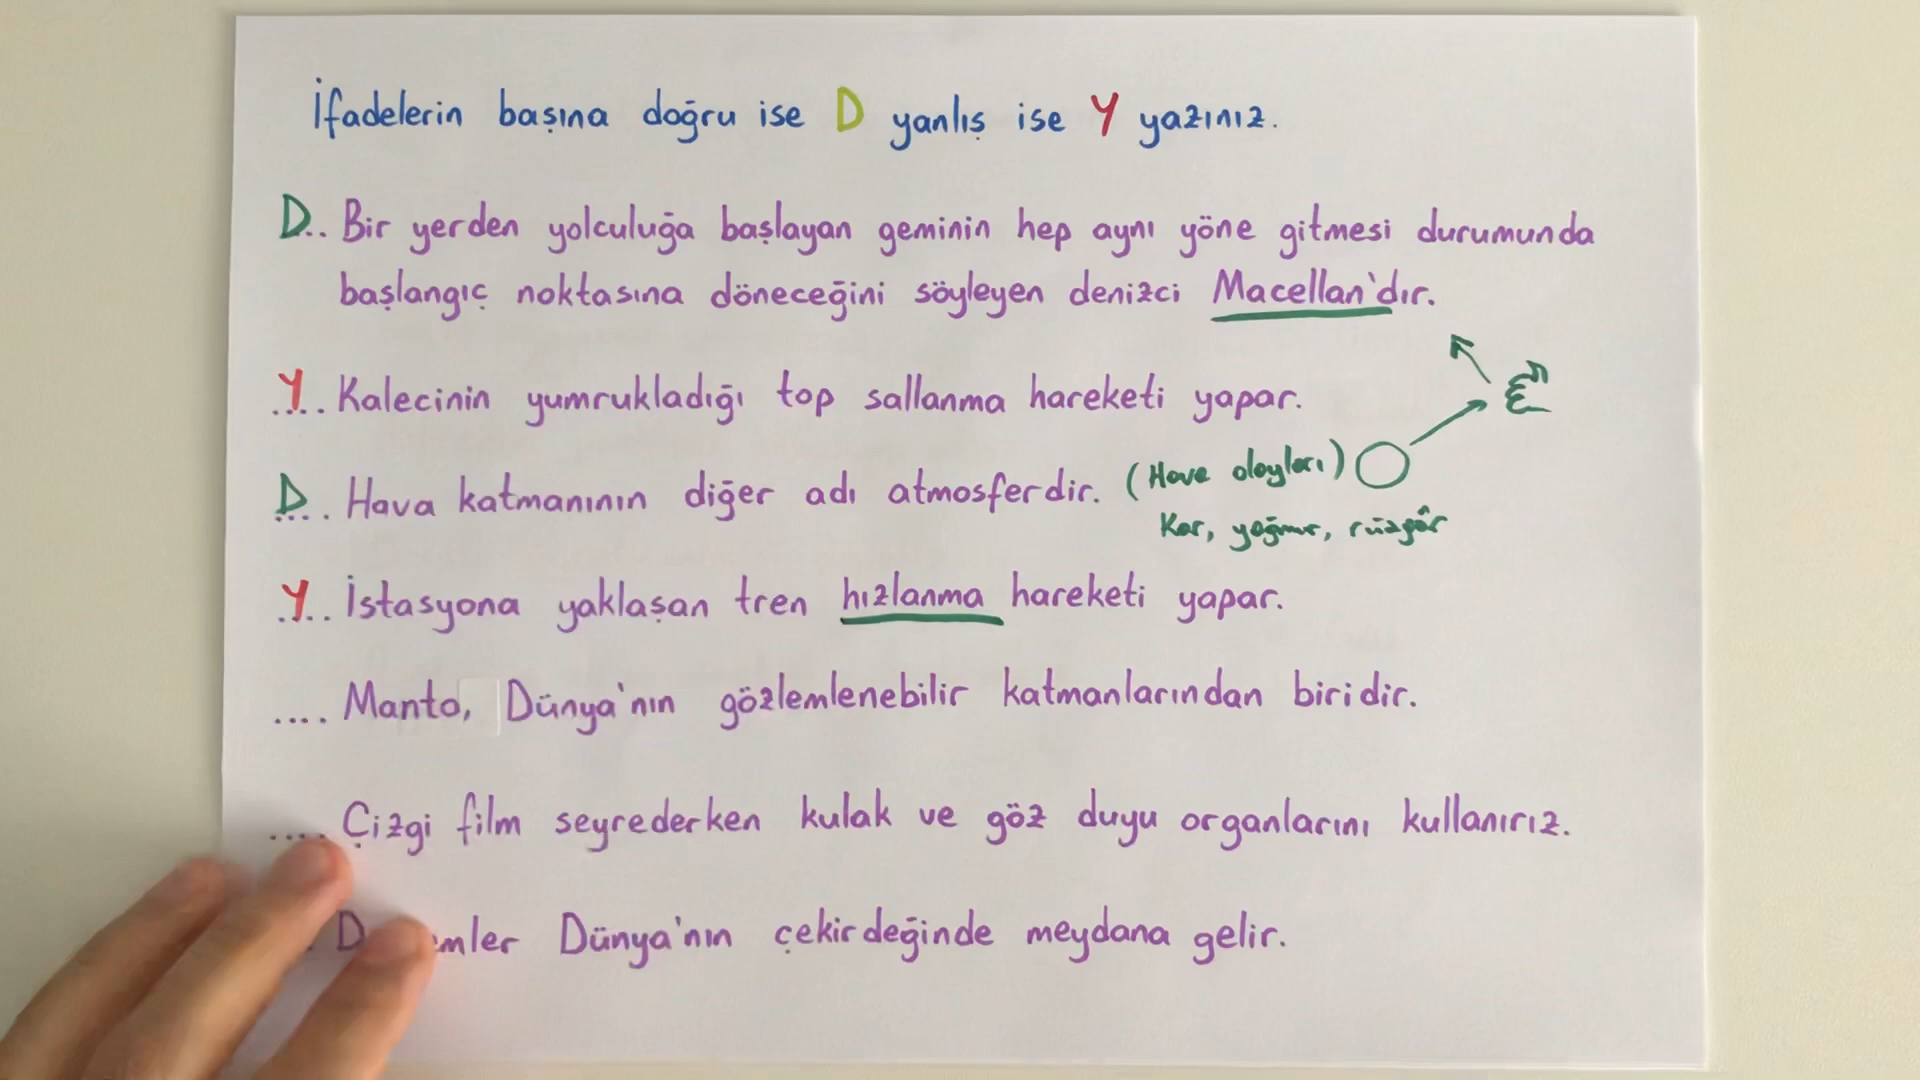 İfadelerin başına doğru ise D yanlış ise Y yazınız.
D.. Bir yerden yolculuğa başlayan geminin hep aynı yöne gitmesi durumunda
başlangıç noktasına döneceğini söyleyen denizci Macellan'dır.
Y.. Kalecinin yumrukladığı top sallanma hareketi yapar.
D.. Hava katmanının diğer adı atmosferdir. (Hava olayları)
Kar, yağmur, rüzgâr
Y.. İstasyona yaklaşan tren hızlanma hareketi yapar.
.... Manto, Dünya'nın gözlemlenebilir katmanlarından biridir.
.... Çizgi film seyrederken kulak ve göz duyu organlarını kullanırız.
Dünya'nın çekirdeğinde meydana gelir.